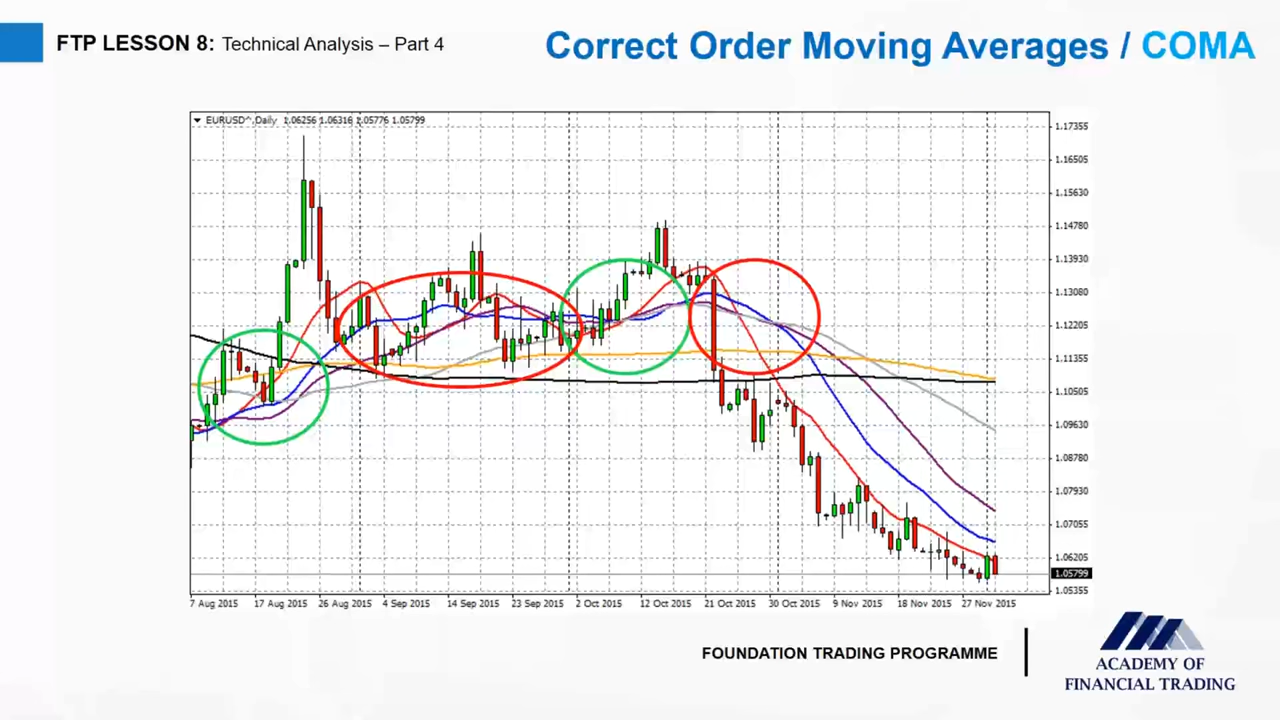 FTP LESSON 8: Technical Analysis – Part 4
Correct Order Moving Averages / COMA
EURUSD^,Daily 1.06256 1.06316 1.05776 1.05799
1.17355
1.16505
1.15630
1.14780
1.13930
1.13080
1.12205
1.11355
1.10505
1.09630
1.08780
1.07930
1.07055
1.06205
1.05799
1.05355
7 Aug 2015 17 Aug 2015 26 Aug 2015 4 Sep 2015 14 Sep 2015 23 Sep 2015 2 Oct 2015 12 Oct 2015 21 Oct 2015 30 Oct 2015 9 Nov 2015 18 Nov 2015 27 Nov 2015
FOUNDATION TRADING PROGRAMME
ACADEMY OF
FINANCIAL TRADING